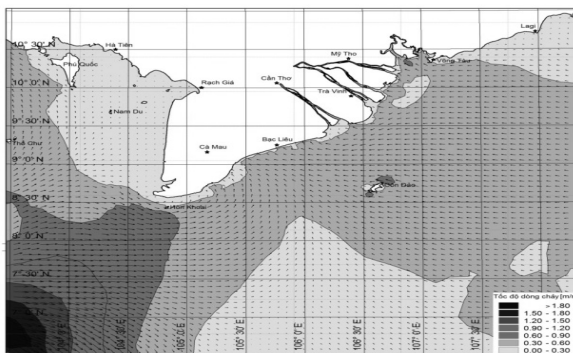 Lagi
10° 30' N
Hà Tiên
Mỹ Tho
Vũng Tàu
Phú Quốc
10° 0' N
Rạch Giá
Cần Thơ
Trà Vinh
Nam Du
9° 30' N
Thổ Chu
Bạc Liêu
Cà Mau
9° 0' N
Côn Đảo
8° 30' N
Hòn Khoai
8° 0' N
7° 30' N
Tốc độ dòng chảy [m/
> 1.80
1.50 - 1.80
1.20 - 1.50
0.90 - 1.20
0.60 - 0.90
0.30 - 0.60
0.00 - 0.30
105° 0' E
105° 30' E
106° 0' E
106° 30' E
107° 0' E
107° 30' E